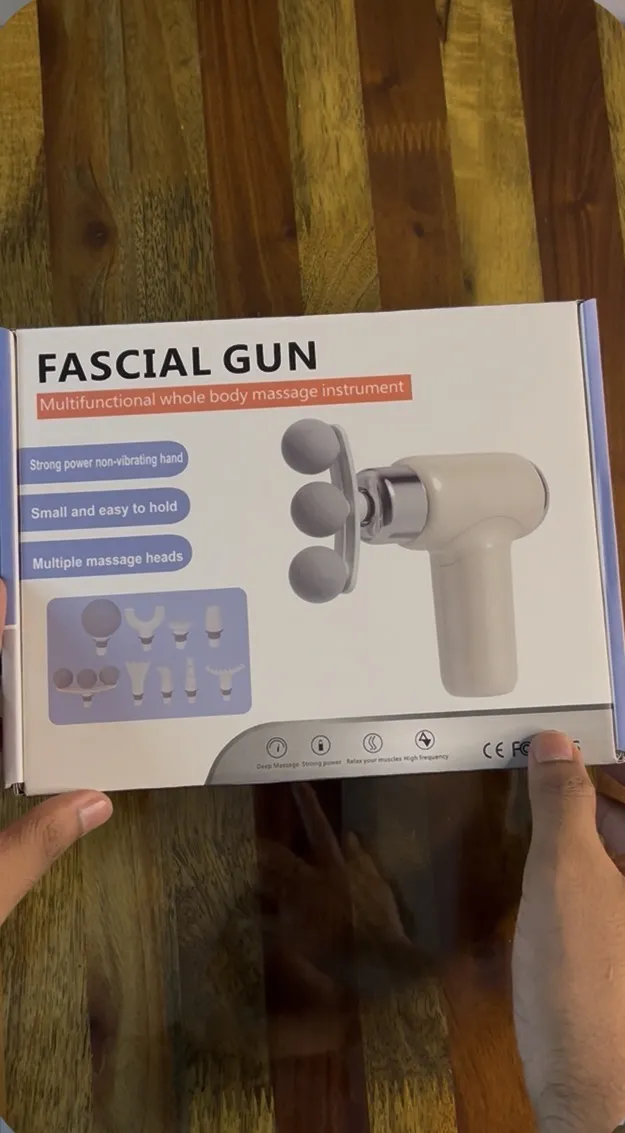 FASCIAL GUN
Multifunctional whole body massage instrument
Strong power non-vibrating hand
Small and easy to hold
Multiple massage heads
Deep Massage Strong power Relax your muscles High frequency
CE